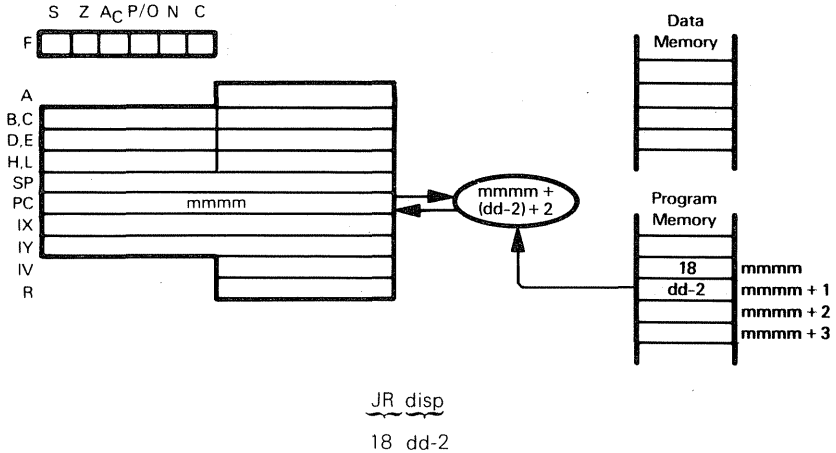 S Z AC P/O N C
F
A
B,C
D,E
H,L
SP
PC mmmm
IX
IY
IV
R
mmmm +
(dd-2) + 2
Data
Memory
Program
Memory
18 mmmm
dd-2 mmmm + 1
mmmm + 2
mmmm + 3
JR disp
18 dd-2